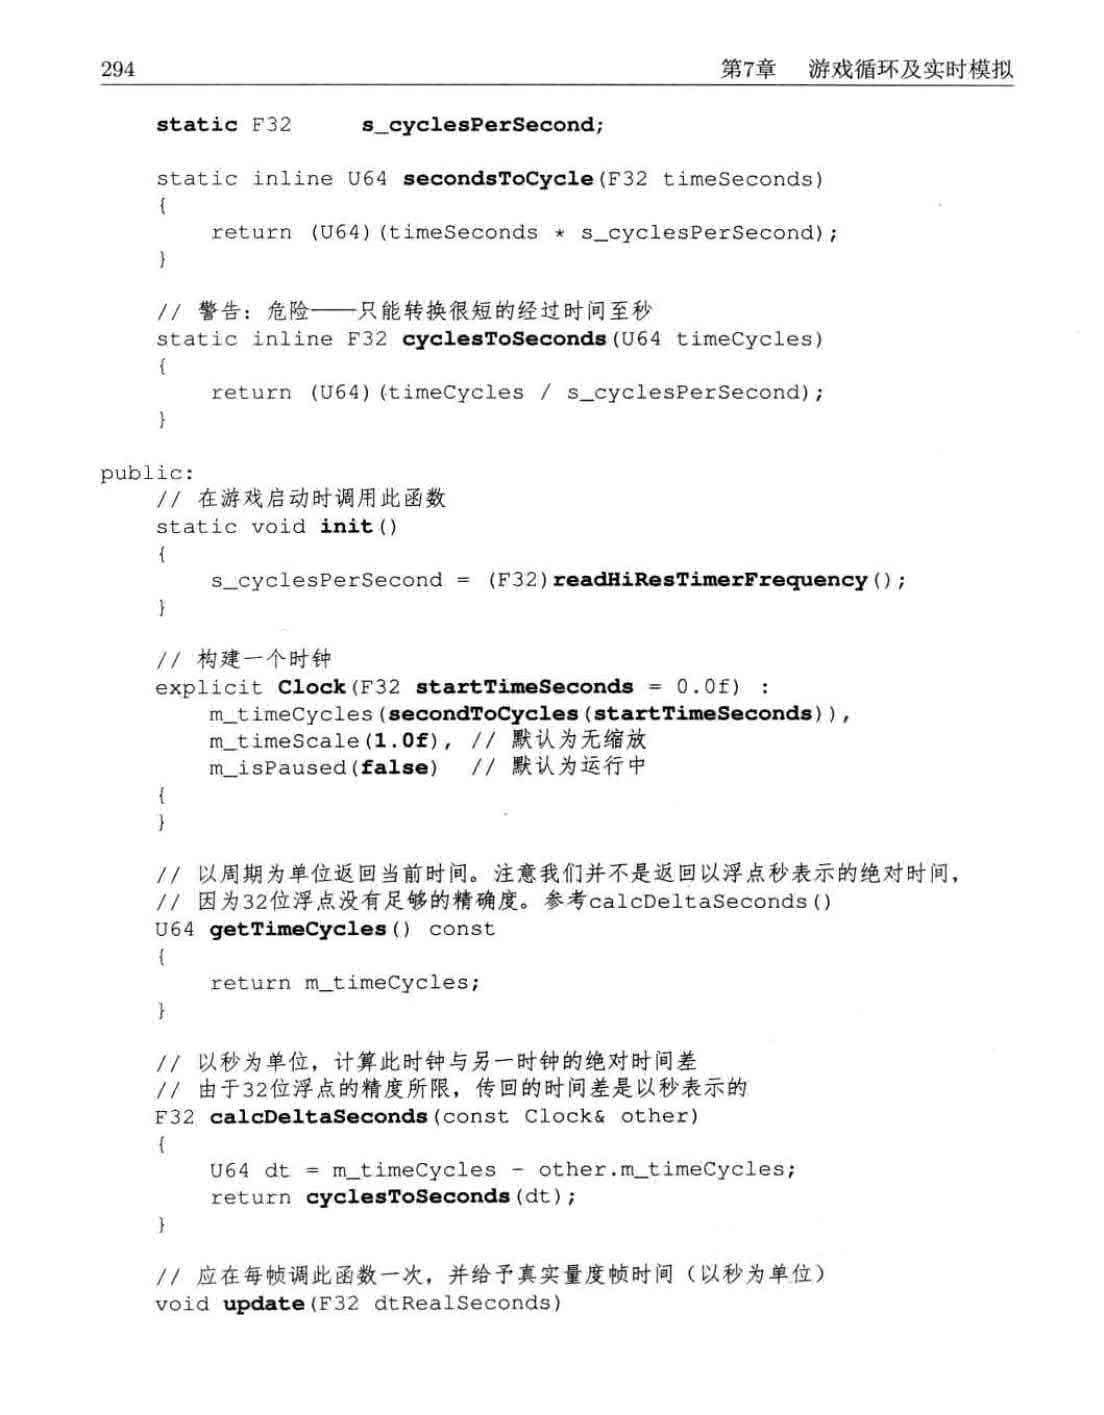 294 第7章 游戏循环及实时模拟
static F32 s_cyclesPerSecond;
static inline U64 secondsToCycle(F32 timeSeconds)
{
return (U64)(timeSeconds * s_cyclesPerSecond);
}
// 警告：危险——只能转换很短的经过时间至秒
static inline F32 cyclesToSeconds(U64 timeCycles)
{
return (U64)(timeCycles / s_cyclesPerSecond);
}
public:
// 在游戏启动时调用此函数
static void init()
{
s_cyclesPerSecond = (F32)readHiResTimerFrequency();
}
// 构建一个时钟
explicit Clock(F32 startTimeSeconds = 0.0f) :
m_timeCycles(secondToCycles(startTimeSeconds)),
m_timeScale(1.0f), // 默认为无缩放
m_isPaused(false) // 默认为运行中
{
}
// 以周期为单位返回当前时间。注意我们并不是返回以浮点秒表示的绝对时间，
// 因为32位浮点没有足够的精确度。参考calcDeltaSeconds()
U64 getTimeCycles() const
{
return m_timeCycles;
}
// 以秒为单位，计算此时钟与另一时钟的绝对时间差
// 由于32位浮点的精度所限，传回的时间差是以秒表示的
F32 calcDeltaSeconds(const Clock& other)
{
U64 dt = m_timeCycles - other.m_timeCycles;
return cyclesToSeconds(dt);
}
// 应在每帧调此函数一次，并给予真实量度帧时间（以秒为单位）
void update(F32 dtRealSeconds)